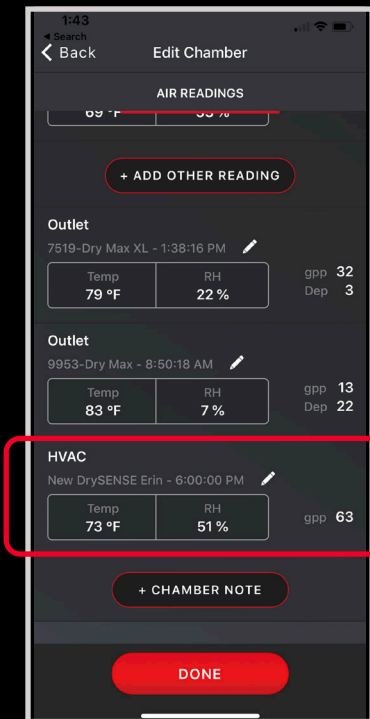 1:43
◀ Search
Back Edit Chamber
AIR READINGS
69 °F 55 %
+ ADD OTHER READING
Outlet
7519-Dry Max XL - 1:38:16 PM
Temp RH gpp 32
79 °F 22 % Dep 3
Outlet
9953-Dry Max - 8:50:18 AM
Temp RH gpp 13
83 °F 7 % Dep 22
HVAC
New DrySENSE Erin - 6:00:00 PM
Temp RH gpp 63
73 °F 51 %
+ CHAMBER NOTE
DONE